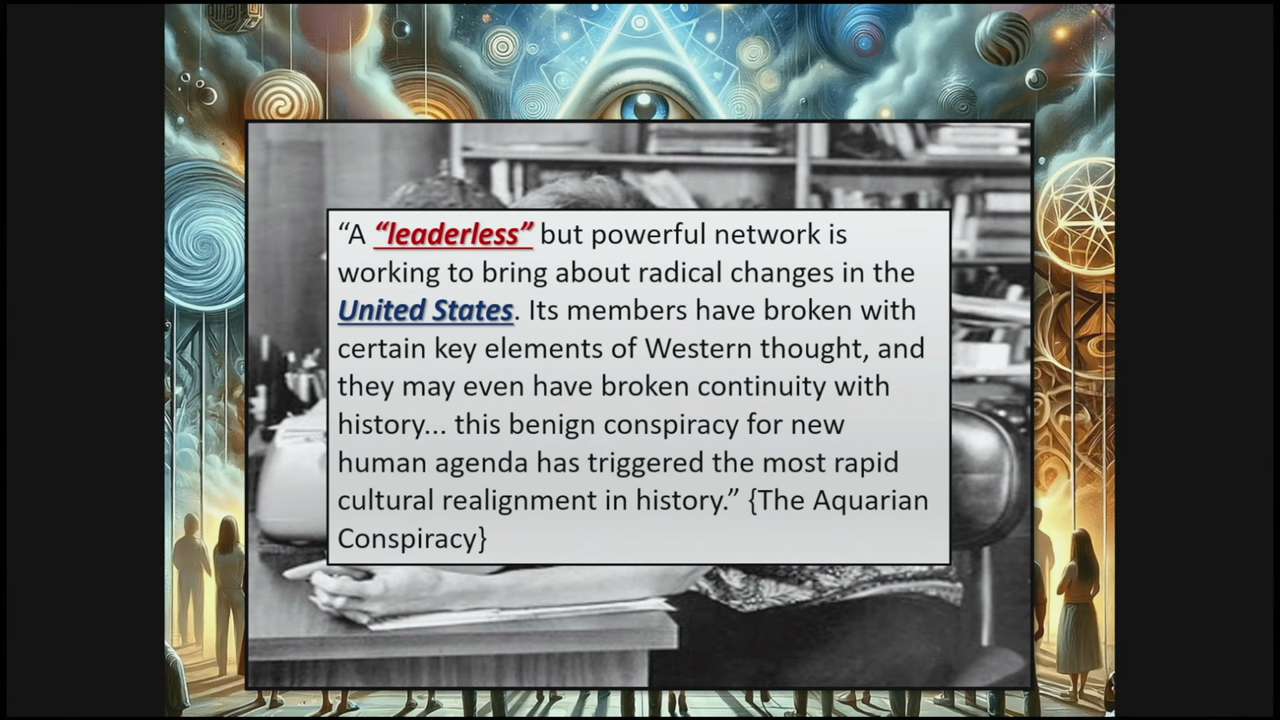 “A “leaderless” but powerful network is
working to bring about radical changes in the
United States. Its members have broken with
certain key elements of Western thought, and
they may even have broken continuity with
history... this benign conspiracy for new
human agenda has triggered the most rapid
cultural realignment in history.” {The Aquarian
Conspiracy}